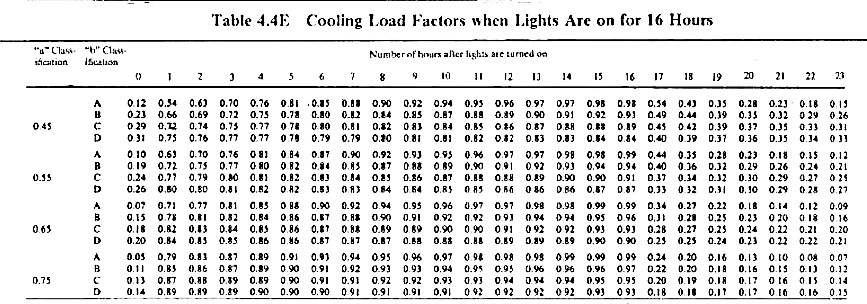 Table 4.4E Cooling Load Factors when Lights Are on for 16 Hours
"a" Class- "b" Class- Number of hours after lights are turned on
ification ification
0 1 2 3 4 5 6 7 8 9 10 11 12 13 14 15 16 17 18 19 20 21 22 23
A 0.12 0.54 0.63 0.70 0.76 0.81 0.85 0.88 0.90 0.92 0.94 0.95 0.96 0.97 0.97 0.98 0.98 0.54 0.43 0.35 0.28 0.23 0.18 0.15
B 0.23 0.66 0.69 0.72 0.75 0.78 0.80 0.82 0.84 0.85 0.87 0.88 0.89 0.90 0.91 0.92 0.93 0.49 0.44 0.39 0.35 0.32 0.29 0.26
0.45 C 0.29 0.72 0.74 0.75 0.77 0.78 0.80 0.81 0.82 0.83 0.84 0.85 0.86 0.87 0.88 0.88 0.89 0.45 0.42 0.39 0.37 0.35 0.33 0.31
D 0.31 0.75 0.76 0.77 0.77 0.78 0.79 0.79 0.80 0.81 0.81 0.82 0.82 0.83 0.83 0.84 0.84 0.40 0.39 0.37 0.36 0.35 0.34 0.33
A 0.10 0.63 0.70 0.76 0.81 0.84 0.87 0.90 0.92 0.93 0.95 0.96 0.97 0.97 0.98 0.98 0.99 0.44 0.35 0.28 0.23 0.18 0.15 0.12
0.55 B 0.19 0.72 0.75 0.77 0.80 0.82 0.84 0.85 0.87 0.88 0.89 0.90 0.91 0.92 0.93 0.94 0.94 0.40 0.36 0.32 0.29 0.26 0.24 0.21
C 0.24 0.77 0.79 0.80 0.81 0.82 0.83 0.84 0.85 0.86 0.87 0.88 0.88 0.89 0.90 0.90 0.91 0.37 0.34 0.32 0.30 0.29 0.27 0.25
D 0.26 0.80 0.80 0.81 0.82 0.82 0.83 0.83 0.84 0.84 0.85 0.85 0.86 0.86 0.86 0.87 0.87 0.33 0.32 0.31 0.30 0.29 0.28 0.27
A 0.07 0.71 0.77 0.81 0.85 0.88 0.90 0.92 0.94 0.95 0.96 0.97 0.97 0.98 0.98 0.99 0.99 0.34 0.27 0.22 0.18 0.14 0.12 0.09
B 0.15 0.78 0.81 0.82 0.84 0.86 0.87 0.88 0.90 0.91 0.92 0.92 0.93 0.94 0.94 0.95 0.96 0.31 0.28 0.25 0.23 0.20 0.18 0.16
0.65 C 0.18 0.82 0.83 0.84 0.85 0.86 0.87 0.88 0.89 0.89 0.90 0.90 0.91 0.92 0.92 0.93 0.93 0.28 0.27 0.25 0.24 0.22 0.21 0.20
D 0.20 0.84 0.85 0.85 0.86 0.86 0.87 0.87 0.87 0.88 0.88 0.88 0.89 0.89 0.89 0.90 0.90 0.25 0.25 0.24 0.23 0.22 0.22 0.21
A 0.05 0.79 0.83 0.87 0.89 0.91 0.93 0.94 0.95 0.96 0.97 0.98 0.98 0.98 0.99 0.99 0.99 0.24 0.20 0.16 0.13 0.10 0.08 0.07
B 0.11 0.85 0.86 0.87 0.89 0.90 0.91 0.92 0.93 0.93 0.94 0.95 0.95 0.96 0.96 0.96 0.97 0.22 0.20 0.18 0.16 0.15 0.13 0.12
0.75 C 0.13 0.87 0.88 0.89 0.89 0.90 0.91 0.91 0.92 0.92 0.93 0.93 0.94 0.94 0.94 0.95 0.95 0.20 0.19 0.18 0.17 0.16 0.15 0.14
D 0.14 0.89 0.89 0.89 0.90 0.90 0.90 0.91 0.91 0.91 0.91 0.92 0.92 0.92 0.92 0.93 0.93 0.18 0.18 0.17 0.17 0.16 0.16 0.15